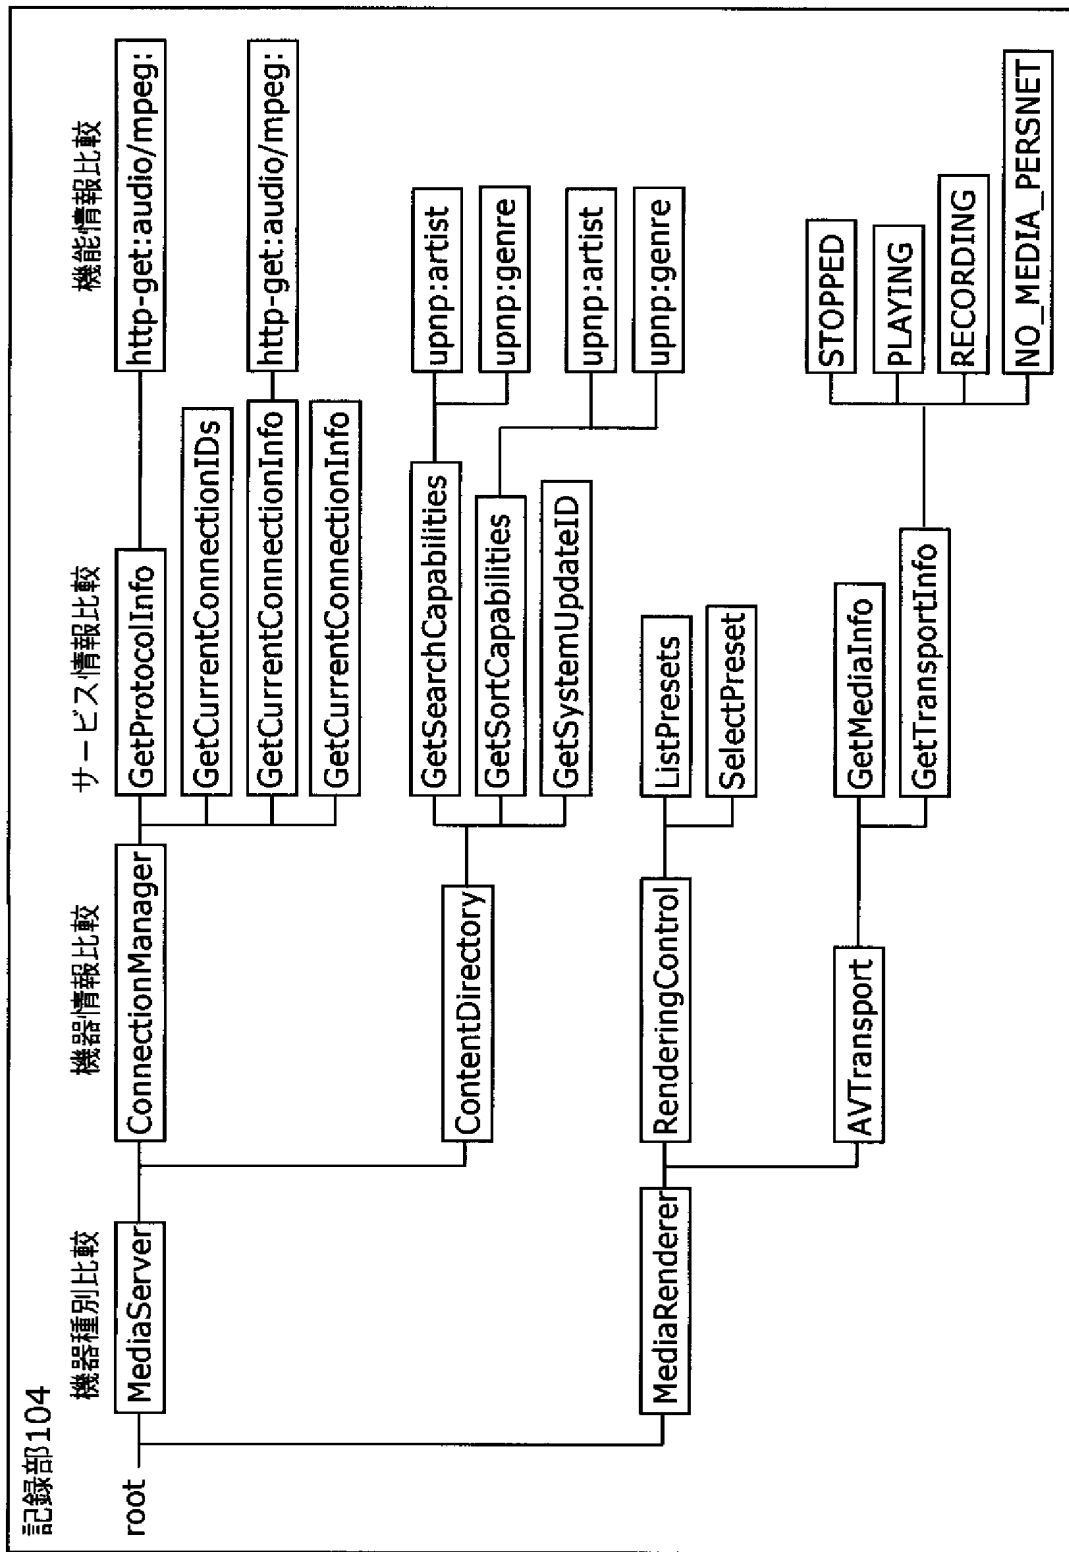 記録部104
機器種別比較
機器情報比較
サービス情報比較
機能情報比較
root
MediaServer
ConnectionManager
GetProtocolInfo
http-get:audio/mpeg:
GetCurrentConnectionIDs
GetCurrentConnectionInfo
http-get:audio/mpeg:
GetCurrentConnectionInfo
ContentDirectory
GetSearchCapabilities
upnp:artist
upnp:genre
GetSortCapabilities
upnp:artist
upnp:genre
GetSystemUpdateID
MediaRenderer
RenderingControl
ListPresets
SelectPreset
AVTransport
GetMediaInfo
GetTransportInfo
STOPPED
PLAYING
RECORDING
NO_MEDIA_PERSNET